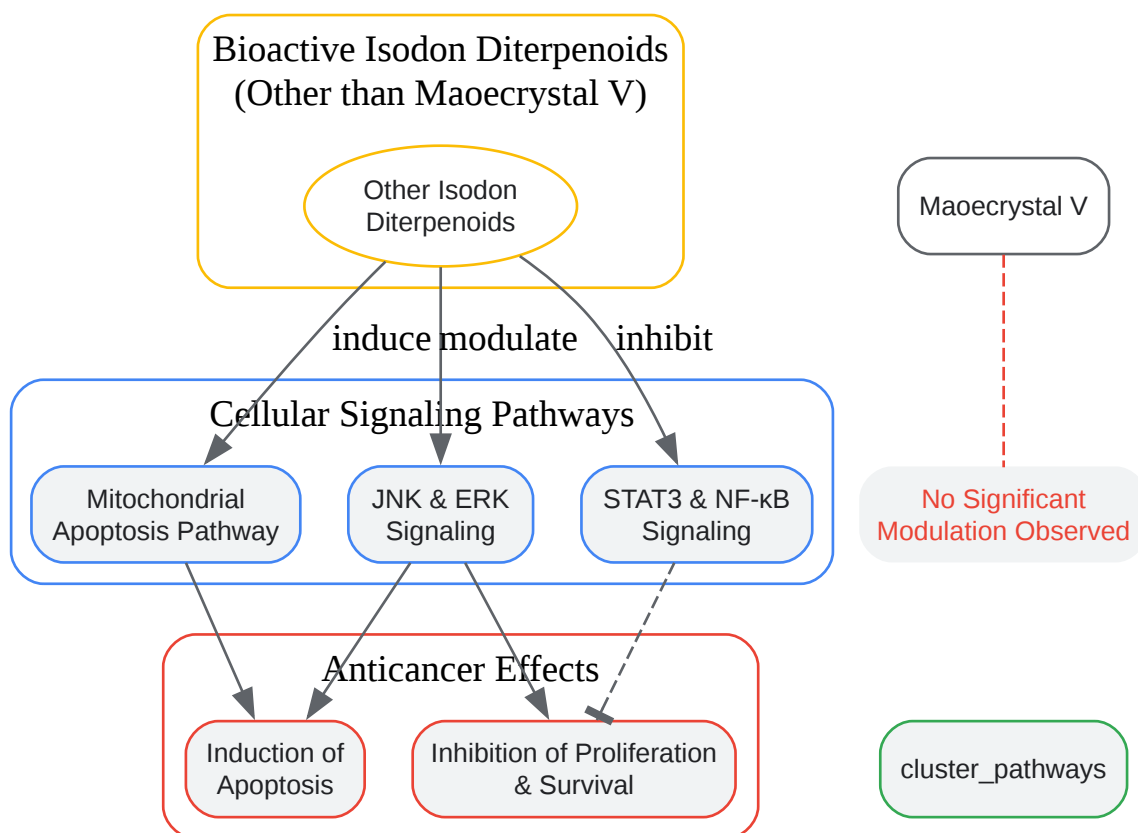 Bioactive Isodon Diterpenoids
(Other than Maoecrystal V)
Other Isodon
Diterpenoids
Maoecrystal V
induce
modulate
inhibit
Cellular Signaling Pathways
Mitochondrial
Apoptosis Pathway
JNK & ERK
Signaling
STAT3 & NF-κB
Signaling
No Significant
Modulation Observed
Anticancer Effects
Induction of
Apoptosis
Inhibition of Proliferation
& Survival
cluster_pathways